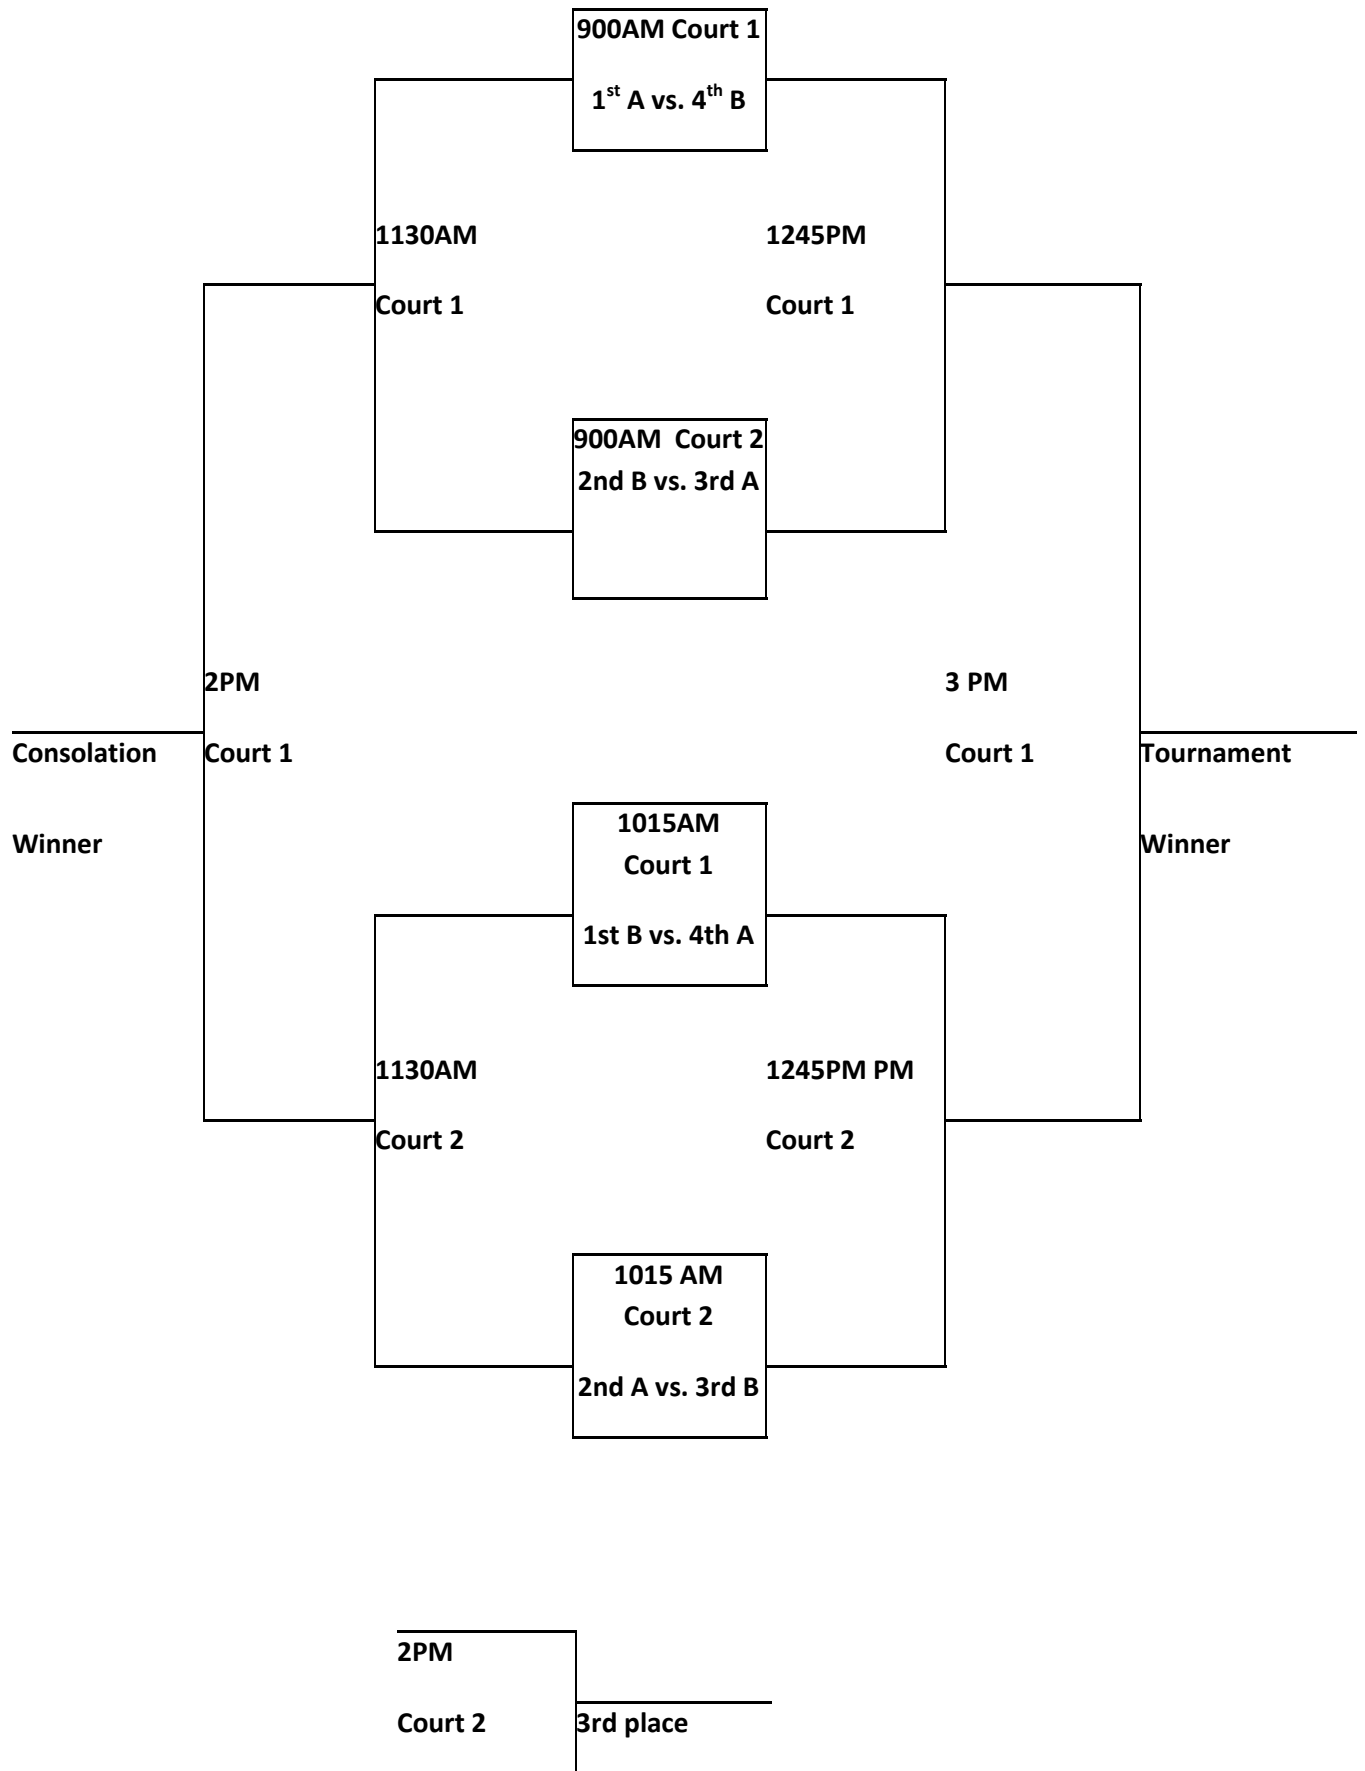 900AM Court 1
1st A vs. 4th B
1130AM
Court 1
1245PM
Court 1
900AM  Court 2
2nd B vs. 3rd A
2PM
Court 1
3 PM
Court 1
Consolation
Winner
Tournament
Winner
1015AM
Court 1
1st B vs. 4th A
1130AM
Court 2
1245PM PM
Court 2
1015 AM
Court 2
2nd A vs. 3rd B
2PM
Court 2
3rd place